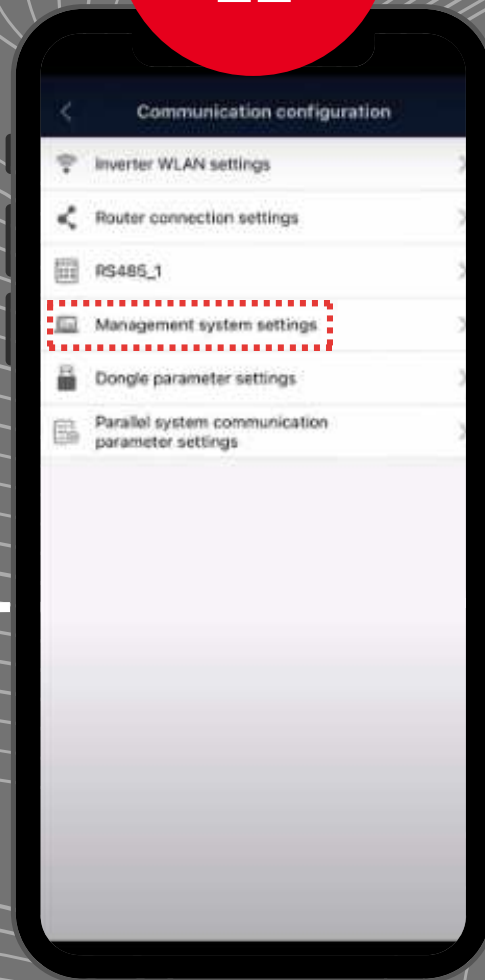 Communication configuration
Inverter WLAN settings
Router connection settings
RS485_1
Management system settings
Dongle parameter settings
Parallel system communication
parameter settings